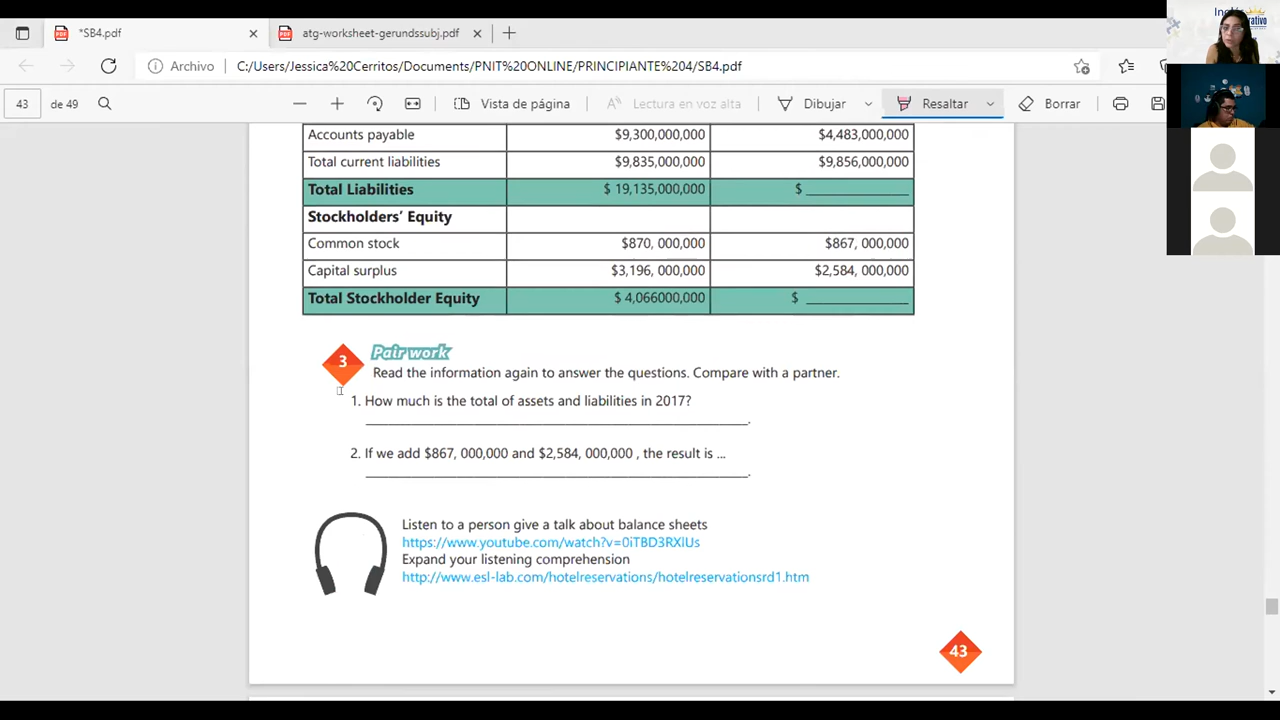 *SB4.pdf
atg-worksheet-gerundssubj.pdf
Archivo
C:/Users/Jessica%20Cerritos/Documents/PNIT%20ONLINE/PRINCIPIANTE%204/SB4.pdf
43 de 49
Vista de página
Lectura en voz alta
Dibujar
Resaltar
Borrar
Accounts payable $9,300,000,000 $4,483,000,000
Total current liabilities $9,835,000,000 $9,856,000,000
Total Liabilities $ 19,135,000,000 $ ______________
Stockholders’ Equity
Common stock $870, 000,000 $867, 000,000
Capital surplus $3,196, 000,000 $2,584, 000,000
Total Stockholder Equity $ 4,066000,000 $ ______________
3
Pair work
Read the information again to answer the questions. Compare with a partner.
1. How much is the total of assets and liabilities in 2017?
_______________________________________________________.
2. If we add $867, 000,000 and $2,584, 000,000 , the result is ...
_______________________________________________________.
Listen to a person give a talk about balance sheets
https://www.youtube.com/watch?v=0iTBD3RXlUs
Expand your listening comprehension
http://www.esl-lab.com/hotelreservations/hotelreservationsrd1.htm
43